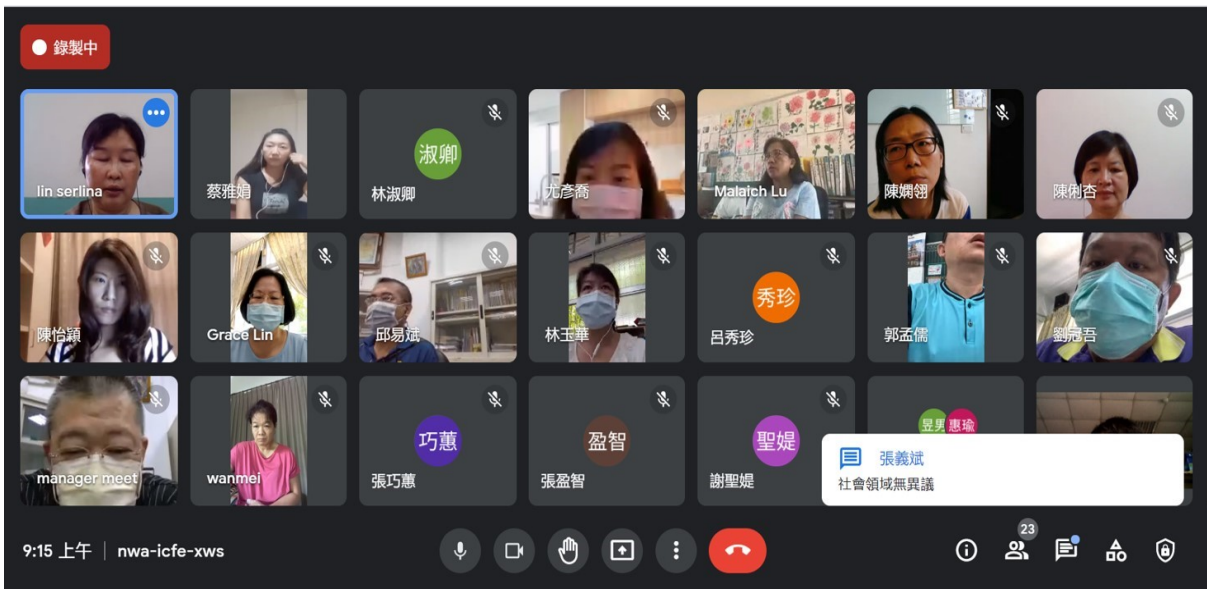 錄製中
lin serlina
蔡雅娟
淑卿
林淑卿
尤彥喬
Malaich Lu
陳嫻翎
陳俐杏
陳怡潁
Grace Lin
邱易斌
林玉華
秀珍
呂秀珍
郭孟儒
劉冠吾
manager meet
wanmei
巧蕙
張巧蕙
盈智
張盈智
聖媞
謝聖媞
昱男
惠瑜
張義斌
社會領域無異議
9:15 上午 | nwa-icfe-xws
23